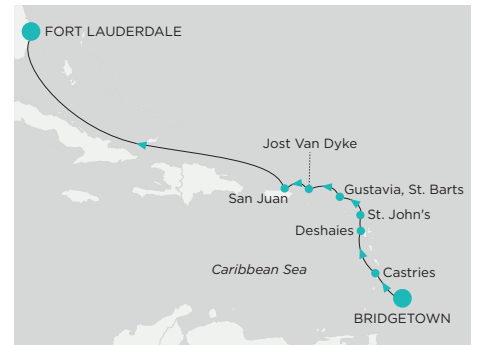 FORT LAUDERDALE
Jost Van Dyke
San Juan
Gustavia, St. Barts
St. John's
Deshaies
Caribbean Sea
Castries
BRIDGETOWN